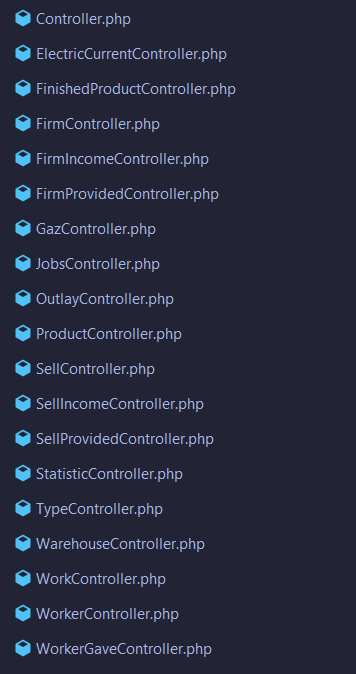 Controller.php
ElectricCurrentController.php
FinishedProductController.php
FirmController.php
FirmIncomeController.php
FirmProvidedController.php
GazController.php
JobsController.php
OutlayController.php
ProductController.php
SellController.php
SellIncomeController.php
SellProvidedController.php
StatisticController.php
TypeController.php
WarehouseController.php
WorkController.php
WorkerController.php
WorkerGaveController.php